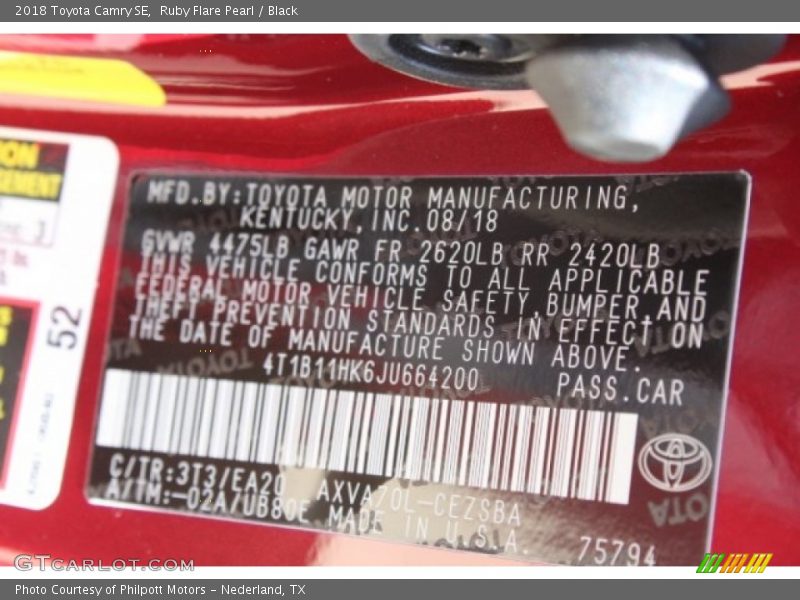 2018 Toyota Camry SE, Ruby Flare Pearl / Black
ON
GEMENT
52
MFD.BY:TOYOTA MOTOR MANUFACTURING,
KENTUCKY,INC.08/18
GVWR 4475LB GAWR FR 2620LB RR 2420LB
THIS VEHICLE CONFORMS TO ALL APPLICABLE
FEDERAL MOTOR VEHICLE SAFETY,BUMPER,AND
THEFT PREVENTION STANDARDS IN EFFECT ON
THE DATE OF MANUFACTURE SHOWN ABOVE.
4T1B11HK6JU664200 PASS.CAR
C/TR:3T3/EA20 AXVA70L-CEZSBA
A/TM:-02A/UB80E MADE IN U.S.A.
75794
GTCarlot.com
Photo Courtesy of Philpott Motors - Nederland, TX